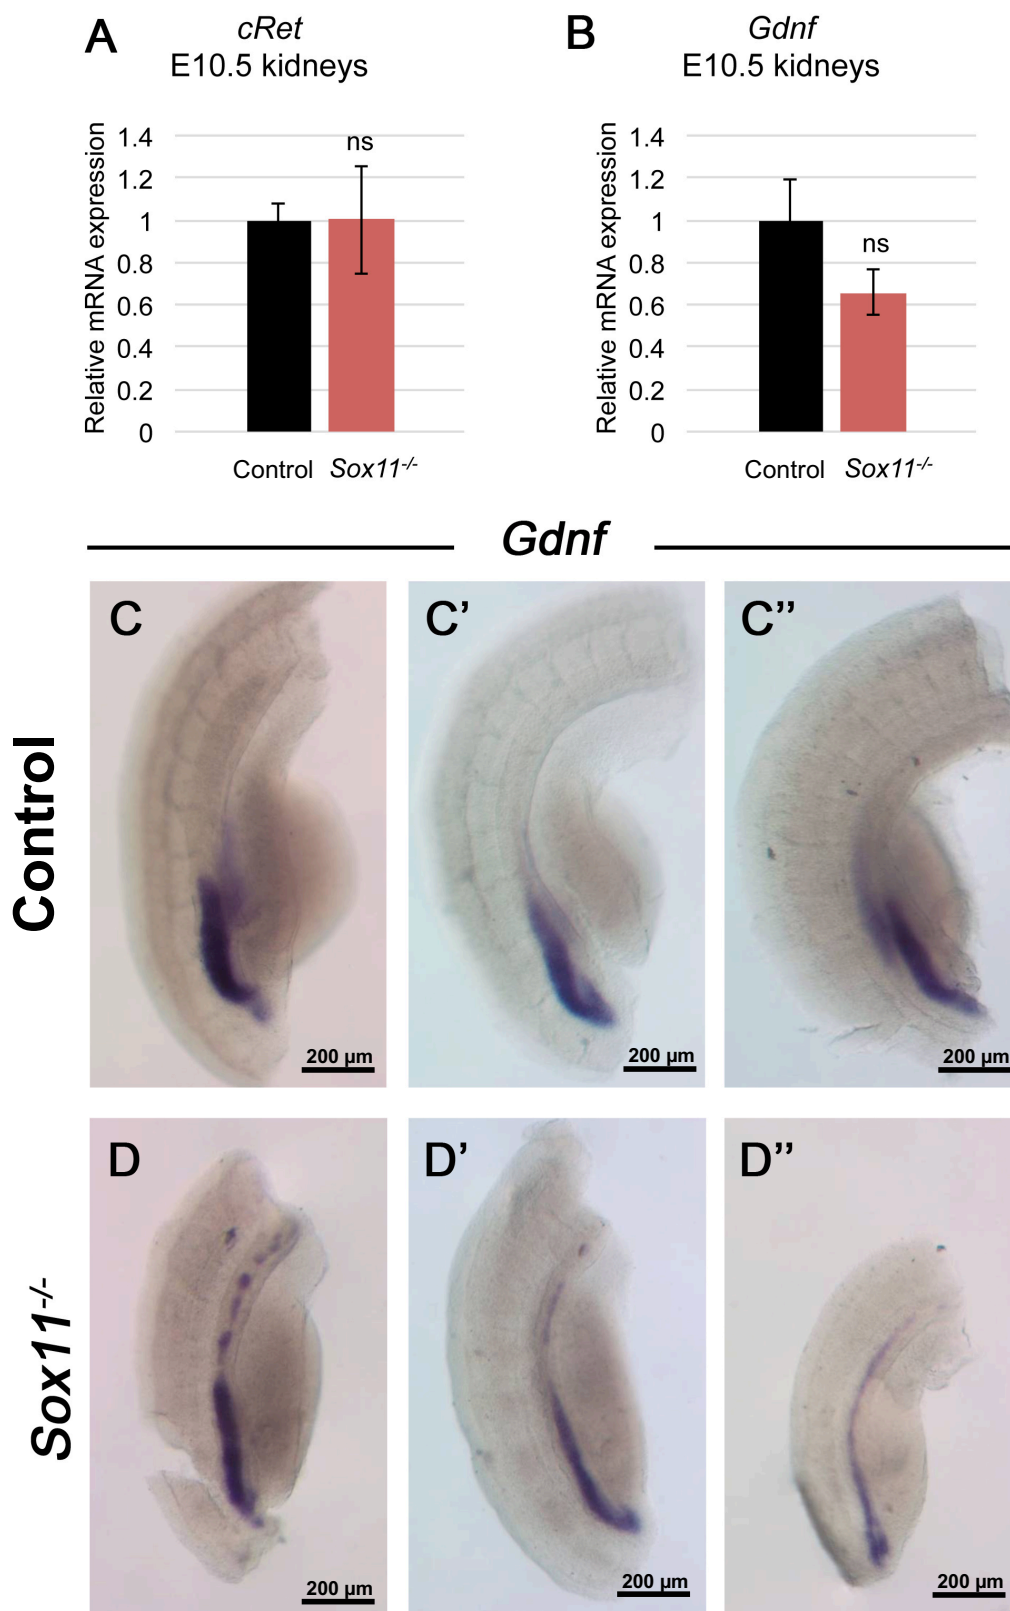 A
cRet
E10.5 kidneys
Relative mRNA expression
1.4
1.2
1
0.8
0.6
0.4
0.2
0
ns
Control Sox11-/-
B
Gdnf
E10.5 kidneys
Relative mRNA expression
1.4
1.2
1
0.8
0.6
0.4
0.2
0
ns
Control Sox11-/-
Gdnf
Control
C
200 µm
C’
200 µm
C’’
200 µm
Sox11-/-
D
200 µm
D’
200 µm
D’’
200 µm